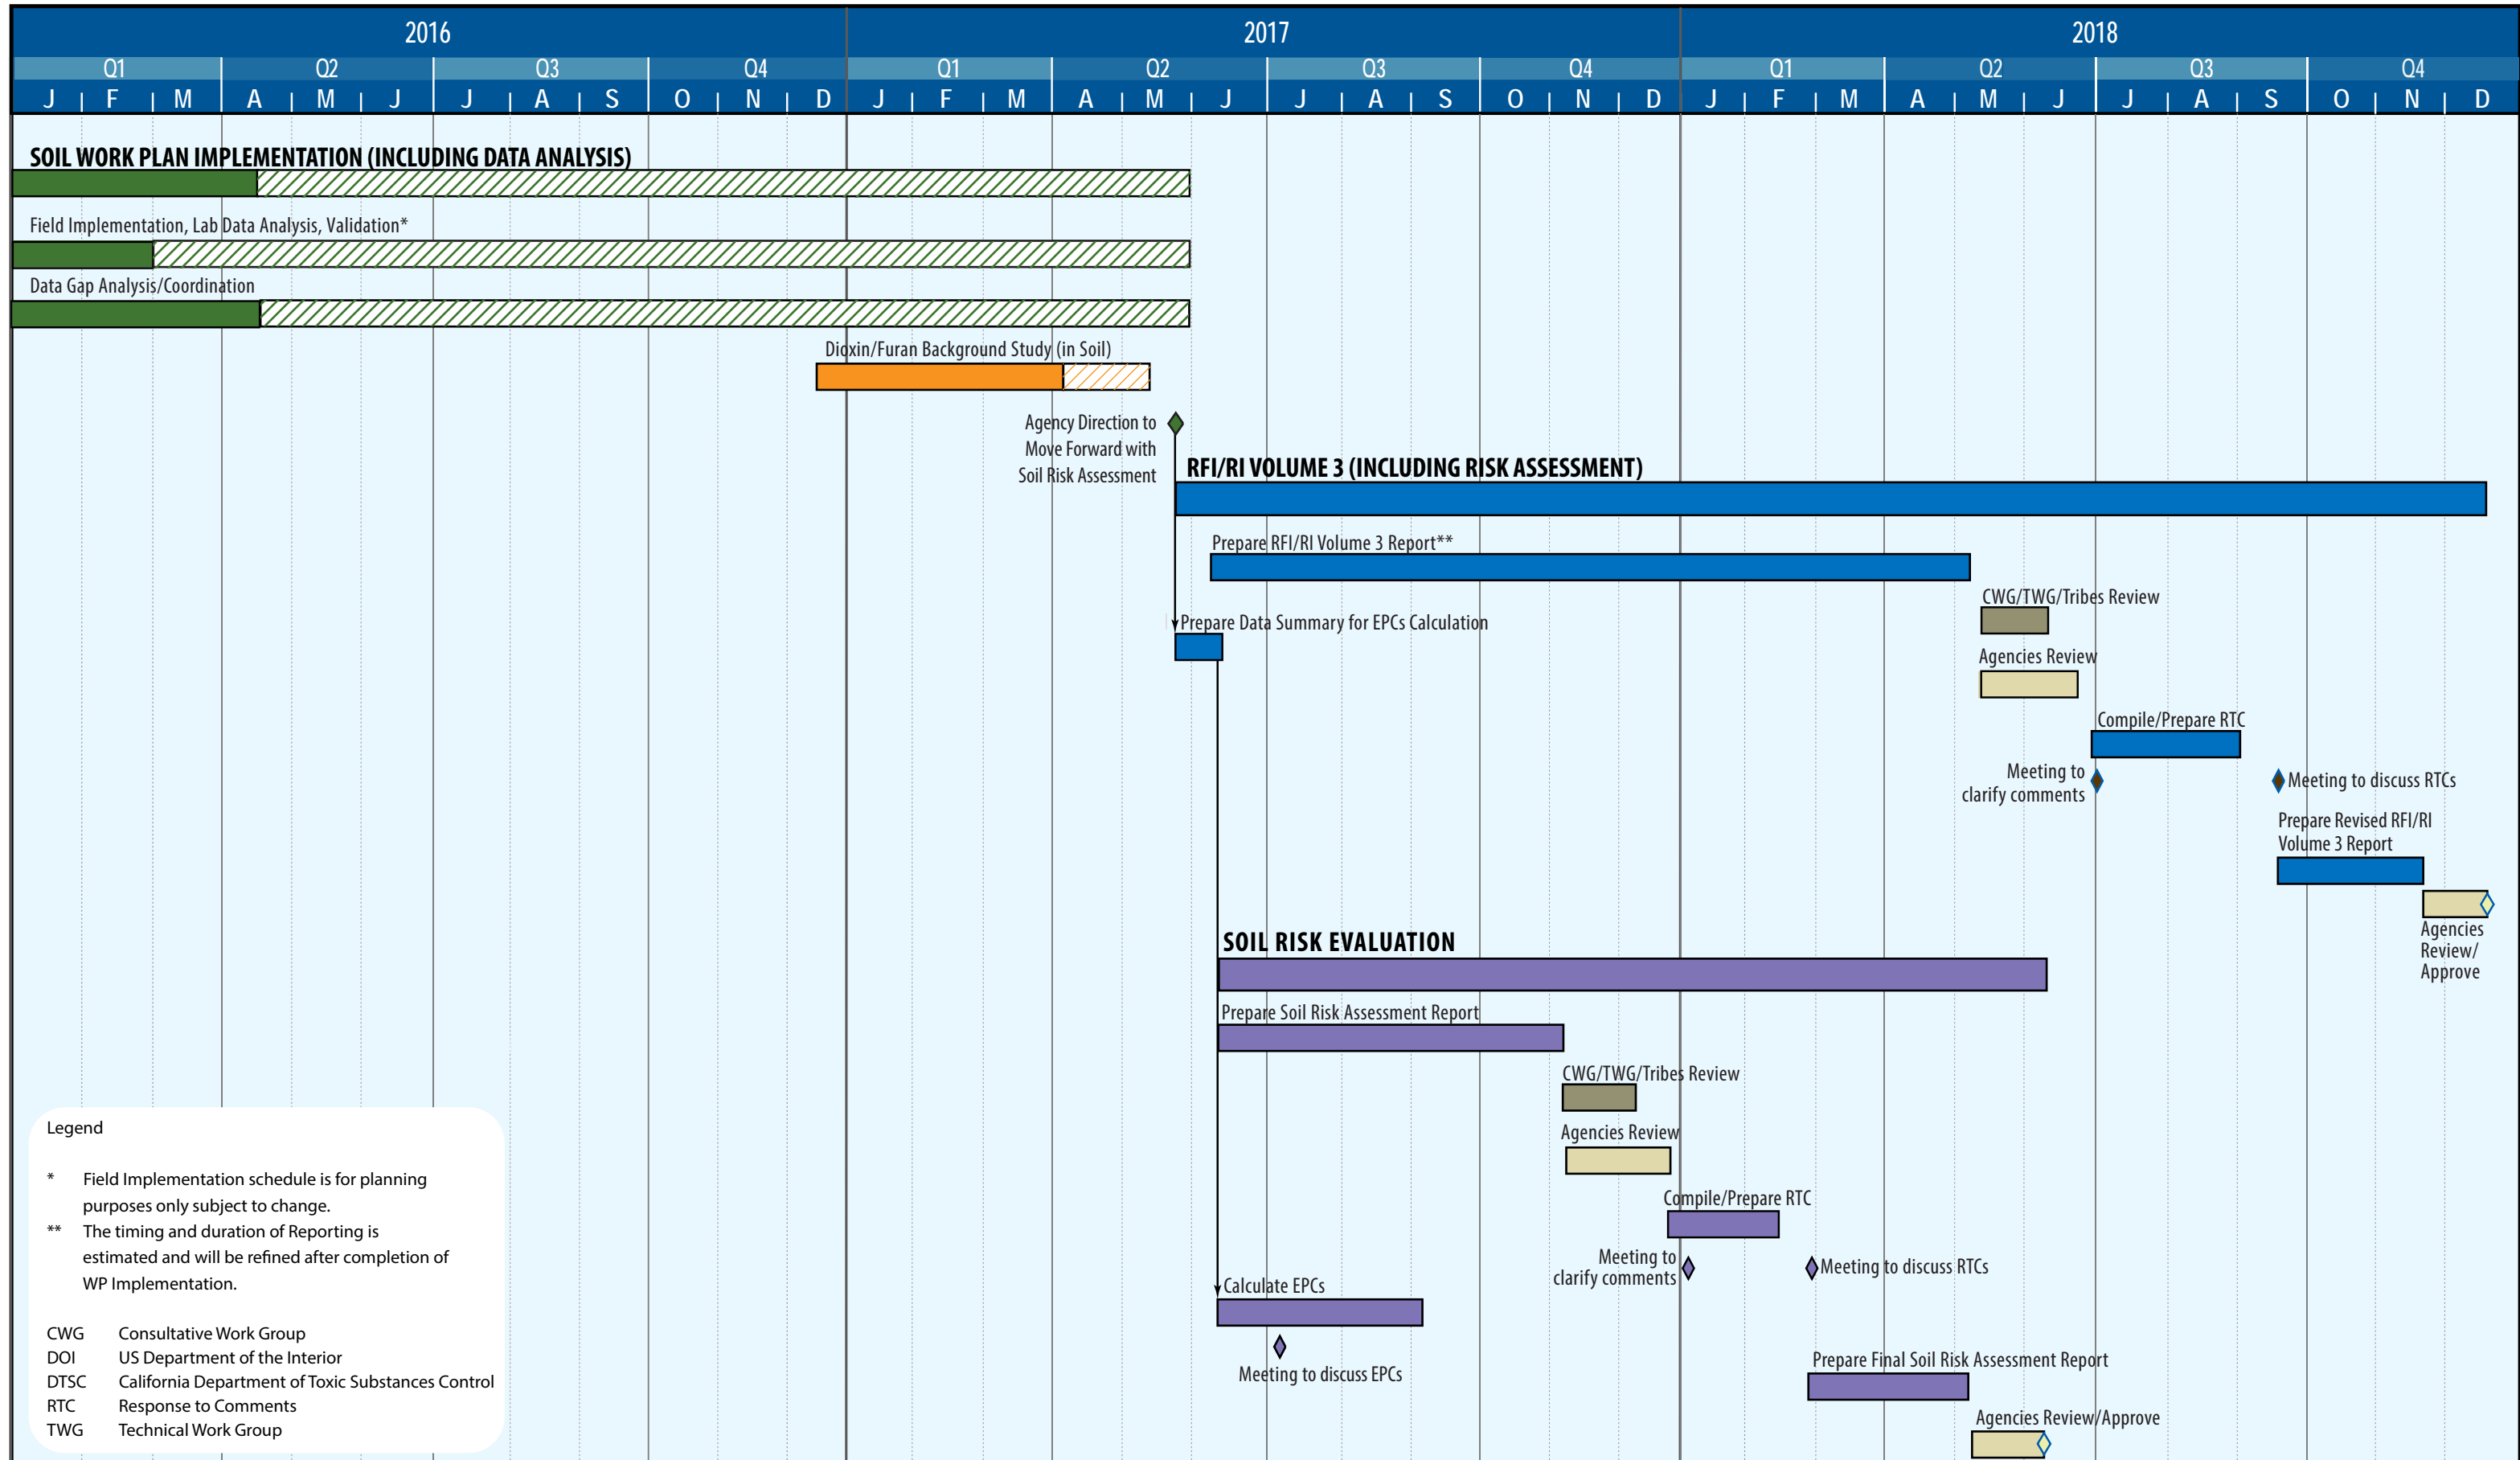 2016 2017 2018
Q1 Q2 Q3 Q4 Q1 Q2 Q3 Q4 Q1 Q2 Q3 Q4
J F M A M J J A S O N D J F M A M J J A S O N D J F M A M J J A S O N D
SOIL WORK PLAN IMPLEMENTATION (INCLUDING DATA ANALYSIS)
Field Implementation, Lab Data Analysis, Validation*
Data Gap Analysis/Coordination
Dioxin/Furan Background Study (in Soil)
Agency Direction to
Move Forward with
Soil Risk Assessment
RFI/RI VOLUME 3 (INCLUDING RISK ASSESSMENT)
Prepare RFI/RI Volume 3 Report**
CWG/TWG/Tribes Review
Prepare Data Summary for EPCs Calculation
Agencies Review
Compile/Prepare RTC
Meeting to
clarify comments
Meeting to discuss RTCs
Prepare Revised RFI/RI
Volume 3 Report
Agencies
Review/
Approve
SOIL RISK EVALUATION
Prepare Soil Risk Assessment Report
CWG/TWG/Tribes Review
Agencies Review
Compile/Prepare RTC
Meeting to
clarify comments
Meeting to discuss RTCs
Calculate EPCs
Meeting to discuss EPCs
Prepare Final Soil Risk Assessment Report
Agencies Review/Approve
Legend
* Field Implementation schedule is for planning
purposes only subject to change.
** The timing and duration of Reporting is
estimated and will be refined after completion of
WP Implementation.
CWG Consultative Work Group
DOI US Department of the Interior
DTSC California Department of Toxic Substances Control
RTC Response to Comments
TWG Technical Work Group